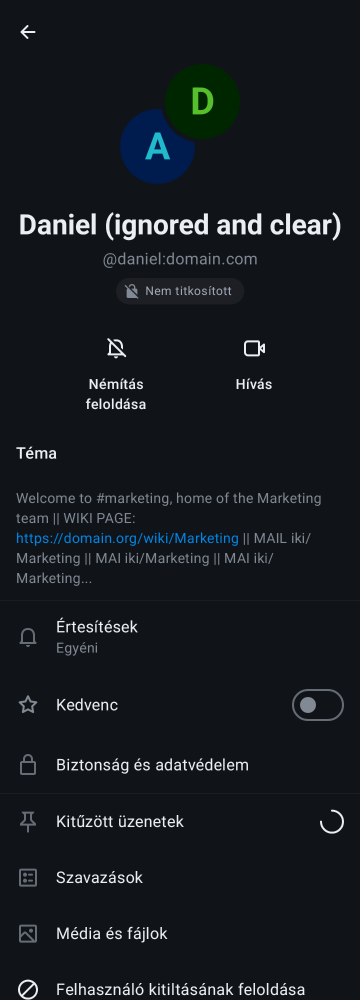 D
A
Daniel (ignored and clear)
@daniel:domain.com
Nem titkosított
Némítás
feloldása
Hívás
Téma
Welcome to #marketing, home of the Marketing
team || WIKI PAGE:
https://domain.org/wiki/Marketing || MAIL iki/
Marketing || MAI iki/Marketing || MAI iki/
Marketing...
Értesítések
Egyéni
Kedvenc
Biztonság és adatvédelem
Kitűzött üzenetek
Szavazások
Média és fájlok
Felhasználó kitiltásának feloldása